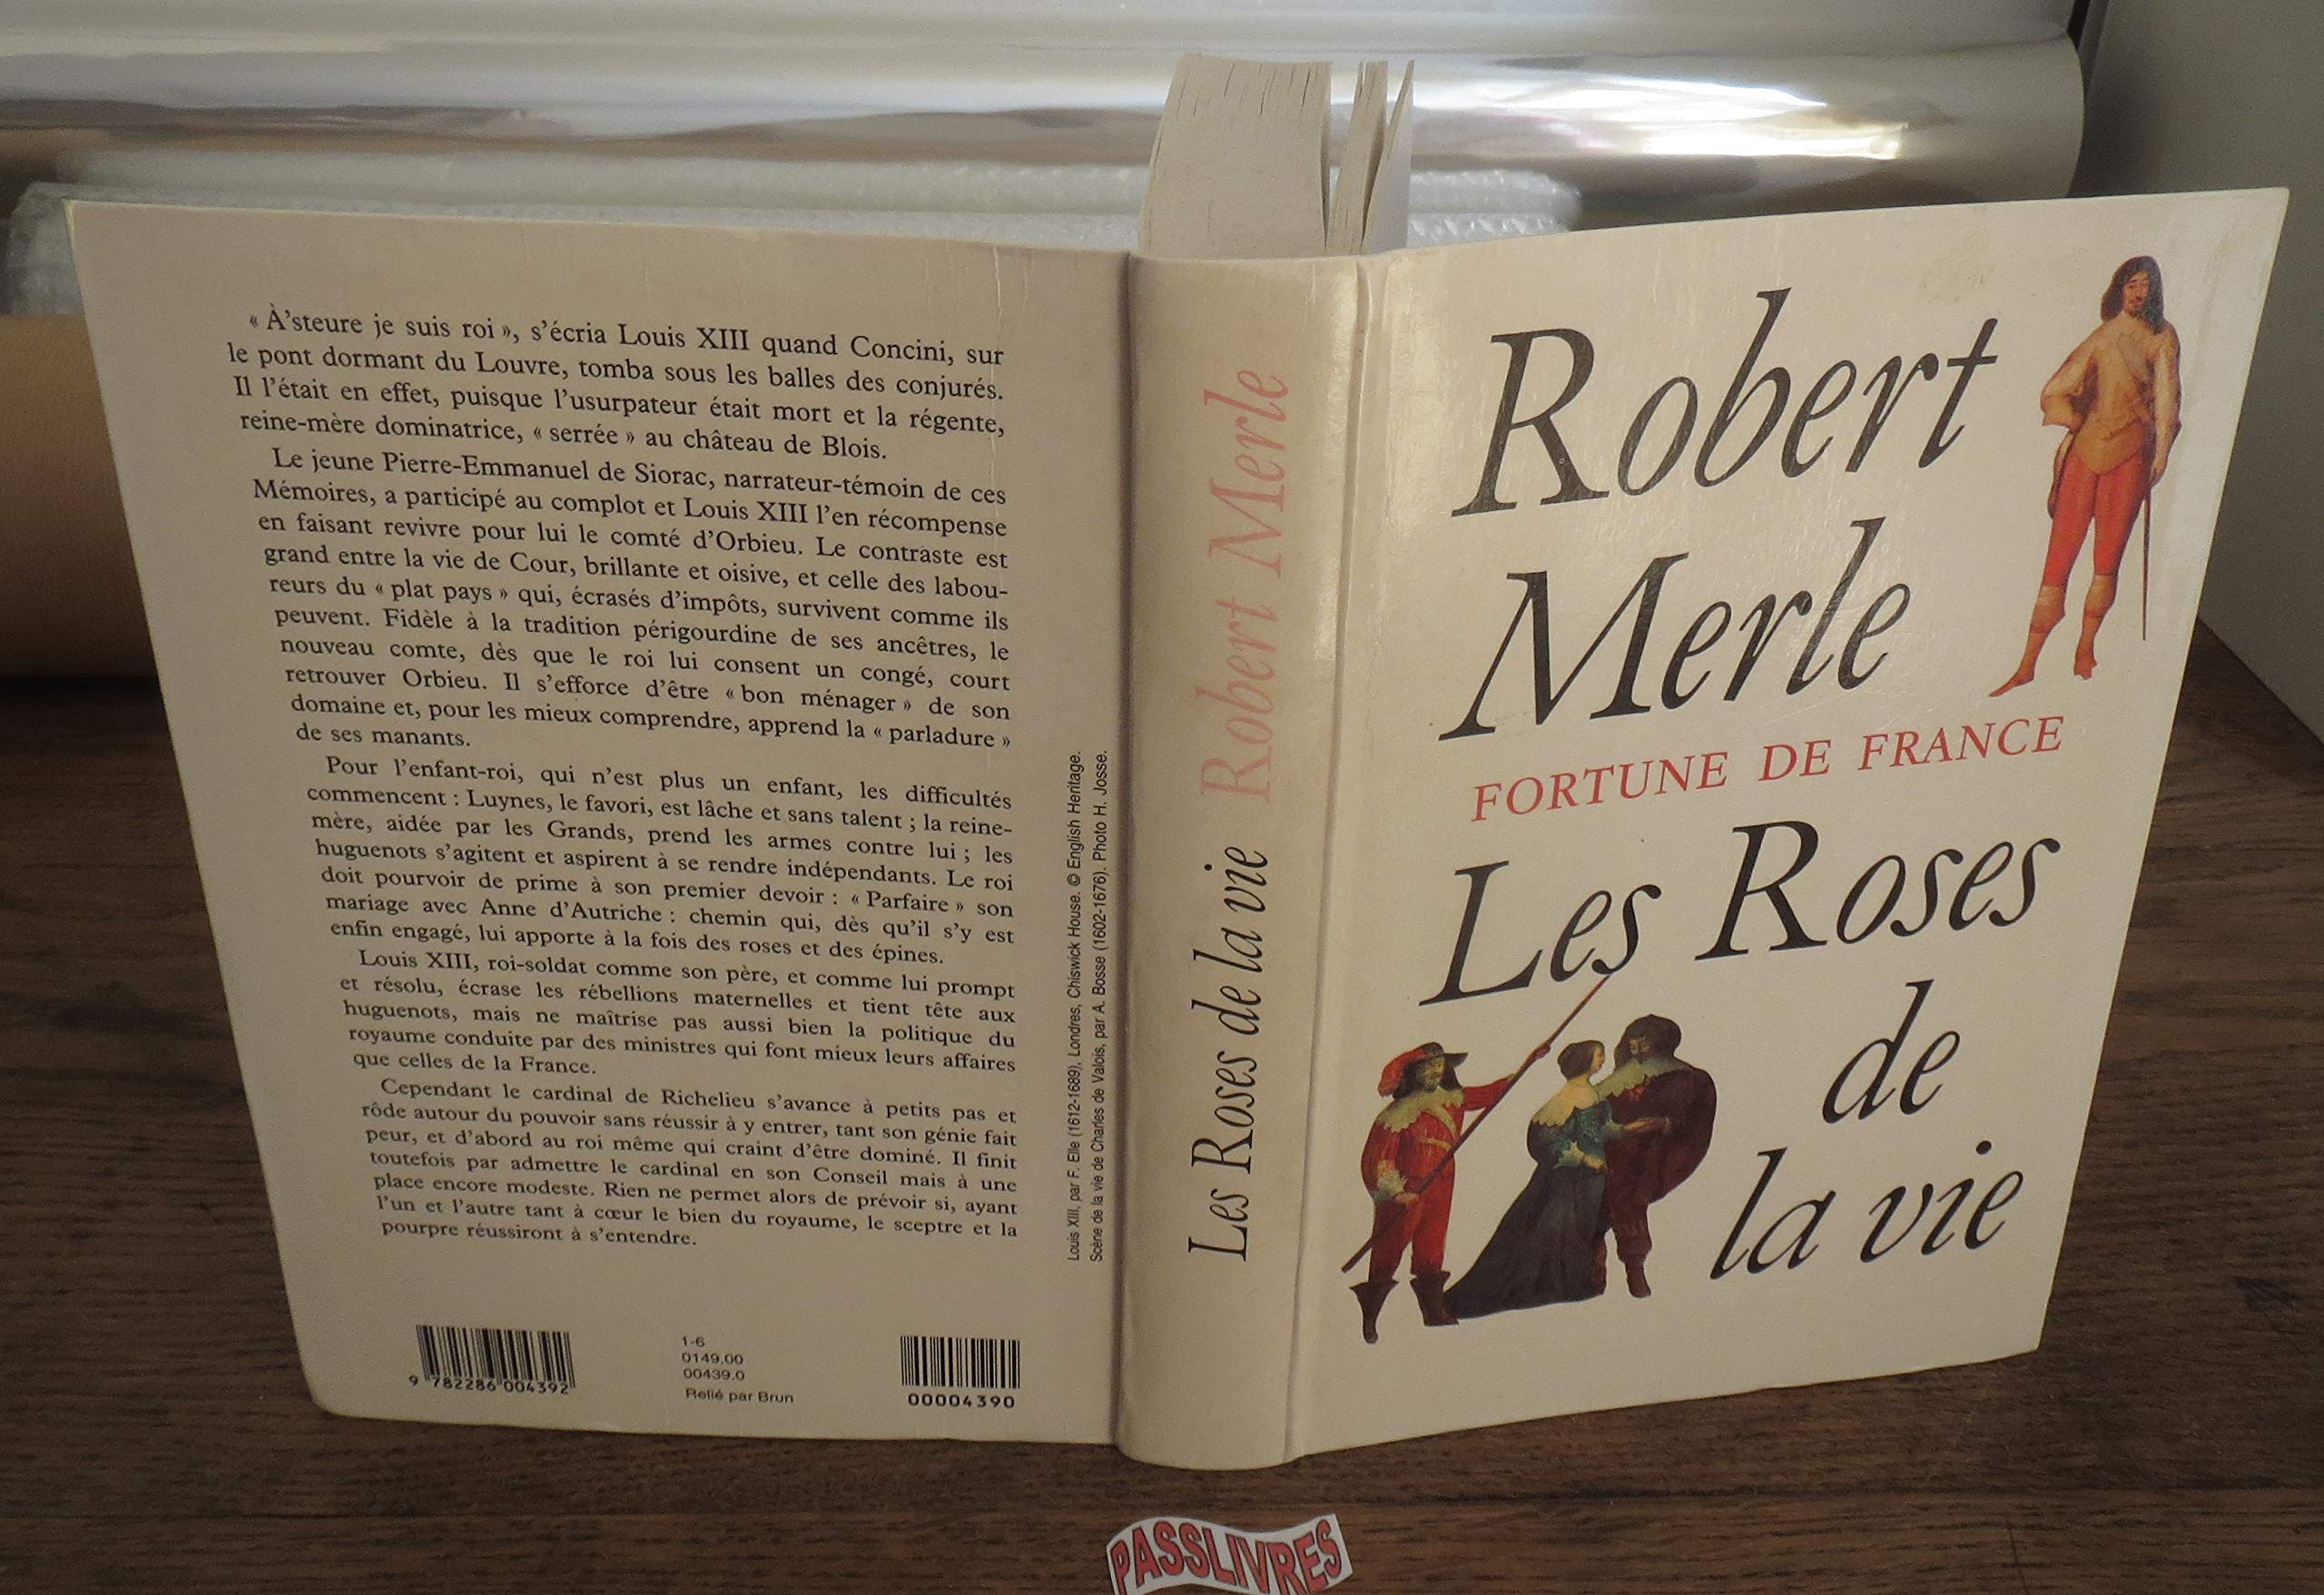 « À'steure je suis roi », s'écria Louis XIII quand Concini, sur
le pont dormant du Louvre, tomba sous les balles des conjurés.
Il l'était en effet, puisque l'usurpateur était mort et la régente,
reine-mère dominatrice, « serrée » au château de Blois.
Le jeune Pierre-Emmanuel de Siorac, narrateur-témoin de ces
Mémoires, a participé au complot et Louis XIII l'en récompense
en faisant revivre pour lui le comté d'Orbieu. Le contraste est
grand entre la vie de Cour, brillante et oisive, et celle des labou-
reurs du « plat pays » qui, écrasés d'impôts, survivent comme ils
peuvent. Fidèle à la tradition périgourdine de ses ancêtres, le
nouveau comte, dès que le roi lui consent un congé, court
retrouver Orbieu. Il s'efforce d'être « bon ménager » de son
domaine et, pour les mieux comprendre, apprend la « parladure »
de ses manants.
Pour l'enfant-roi, qui n'est plus un enfant, les difficultés
commencent : Luynes, le favori, est lâche et sans talent ; la reine-
mère, aidée par les Grands, prend les armes contre lui ; les
huguenots s'agitent et aspirent à se rendre indépendants. Le roi
doit pourvoir de prime à son premier devoir : « Parfaire » son
mariage avec Anne d'Autriche : chemin qui, dès qu'il s'y est
enfin engagé, lui apporte à la fois des roses et des épines.
Louis XIII, roi-soldat comme son père, et comme lui prompt
et résolu, écrase les rébellions maternelles et tient tête aux
huguenots, mais ne maîtrise pas aussi bien la politique du
royaume conduite par des ministres qui font mieux leurs affaires
que celles de la France.
Cependant le cardinal de Richelieu s'avance à petits pas et
rôde autour du pouvoir sans réussir à y entrer, tant son génie fait
peur, et d'abord au roi même qui craint d'être dominé. Il finit
toutefois par admettre le cardinal en son Conseil mais à une
place encore modeste. Rien ne permet alors de prévoir si, ayant
l'un et l'autre tant à cœur le bien du royaume, le sceptre et la
pourpre réussiront à s'entendre.
9 782286 004392
1-6
0149.00
00439.0
Relié par Brun
00004390
Louis XIII, par F. Elle (1612-1689), Londres, Chiswick House. © English Heritage.
Scène de la vie de Charles de Valois, par A. Bosse (1602-1676). Photo H. Josse.
Les Roses de la vie Robert Merle
Robert
Merle
FORTUNE DE FRANCE
Les Roses
de
la vie
PASSLIVRES